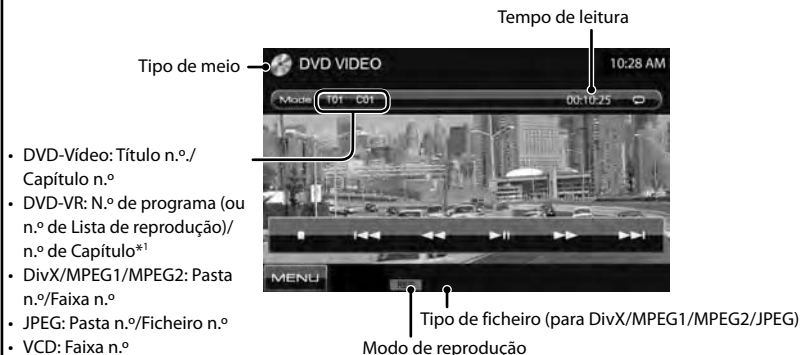 Tempo de leitura
Tipo de meio
DVD VIDEO
10:28 AM
Mode
T01 C01
00:10:25
• DVD-Vídeo: Título n.º./
Capítulo n.º
• DVD-VR: N.º de programa (ou
n.º de Lista de reprodução)/
n.º de Capítulo*1
• DivX/MPEG1/MPEG2: Pasta
n.º/Faixa n.º
• JPEG: Pasta n.º/Ficheiro n.º
• VCD: Faixa n.º
MENU
Tipo de ficheiro (para DivX/MPEG1/MPEG2/JPEG)
Modo de reprodução